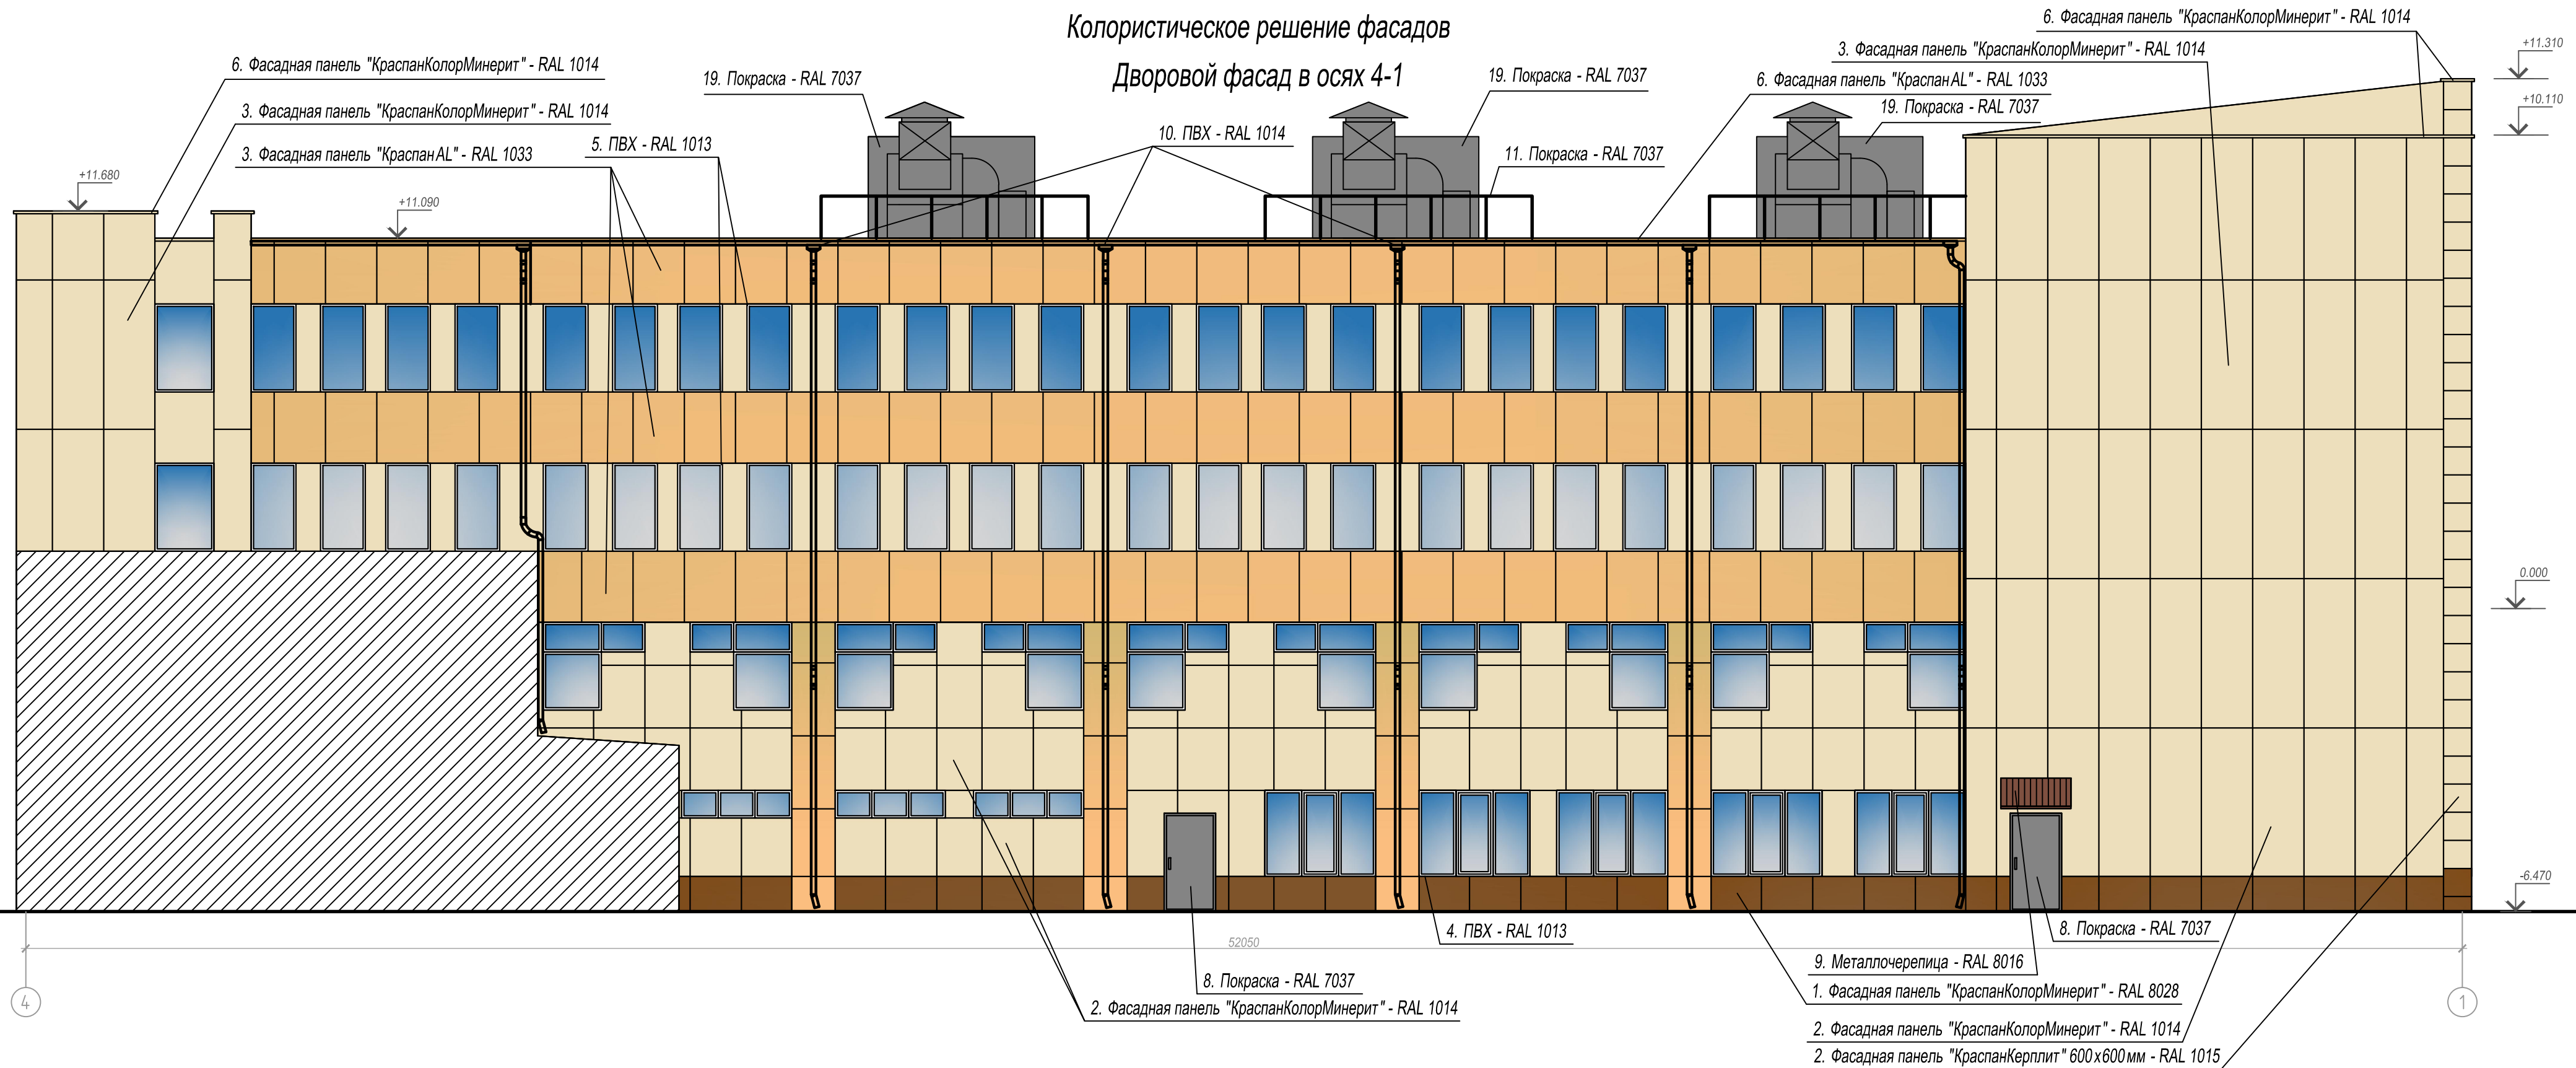 Колористическое решение фасадов
Дворовой фасад в осях 4-1
6. Фасадная панель "КраспанКолорМинерит" - RAL 1014
3. Фасадная панель "КраспанКолорМинерит" - RAL 1014
3. Фасадная панель "Краспан AL" - RAL 1033
5. ПВХ - RAL 1013
19. Покраска - RAL 7037
10. ПВХ - RAL 1014
19. Покраска - RAL 7037
11. Покраска - RAL 7037
6. Фасадная панель "КраспанКолорМинерит" - RAL 1014
3. Фасадная панель "КраспанКолорМинерит" - RAL 1014
6. Фасадная панель "Краспан AL" - RAL 1033
19. Покраска - RAL 7037
+11.680
+11.090
+11.310
+10.110
0.000
-6.470
4. ПВХ - RAL 1013
52050
8. Покраска - RAL 7037
2. Фасадная панель "КраспанКолорМинерит" - RAL 1014
8. Покраска - RAL 7037
9. Металлочерепица - RAL 8016
1. Фасадная панель "КраспанКолорМинерит" - RAL 8028
2. Фасадная панель "КраспанКолорМинерит" - RAL 1014
2. Фасадная панель "КраспанКерплит" 600х600мм - RAL 1015
4
1